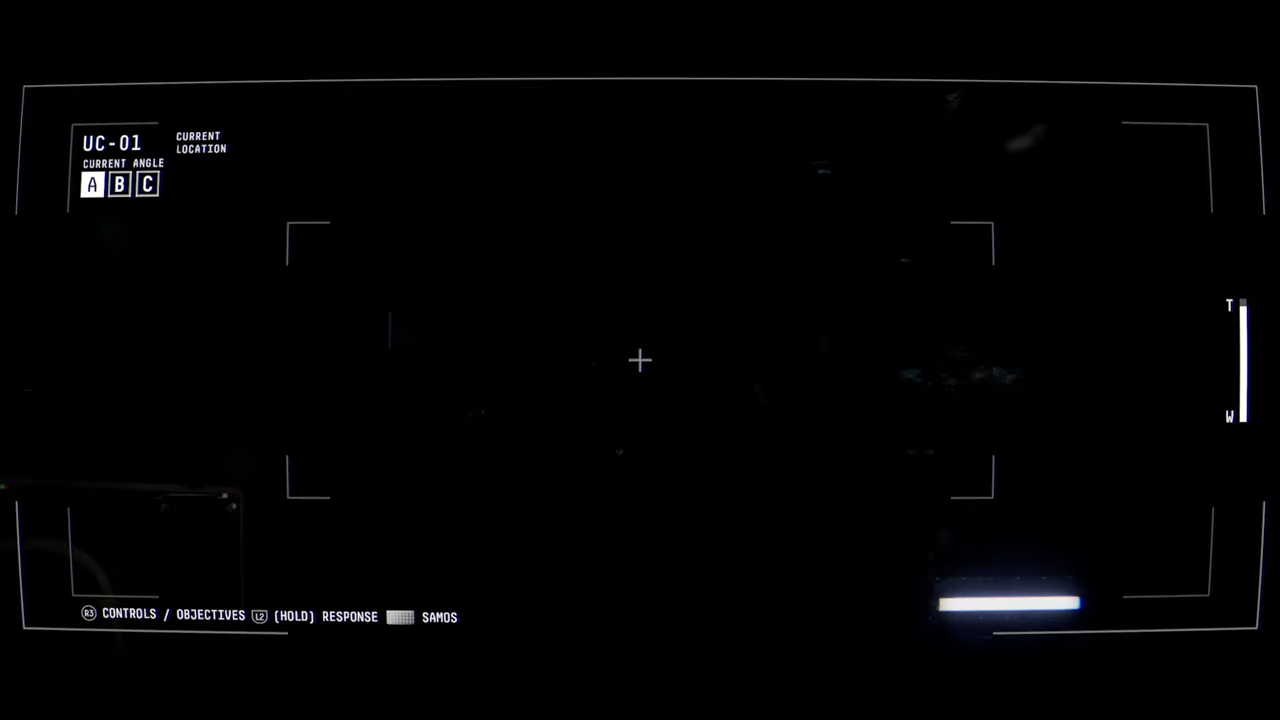 UC-01
CURRENT
LOCATION
CURRENT ANGLE
A B C
T
W
R3 CONTROLS / OBJECTIVES L2 (HOLD) RESPONSE SAMOS